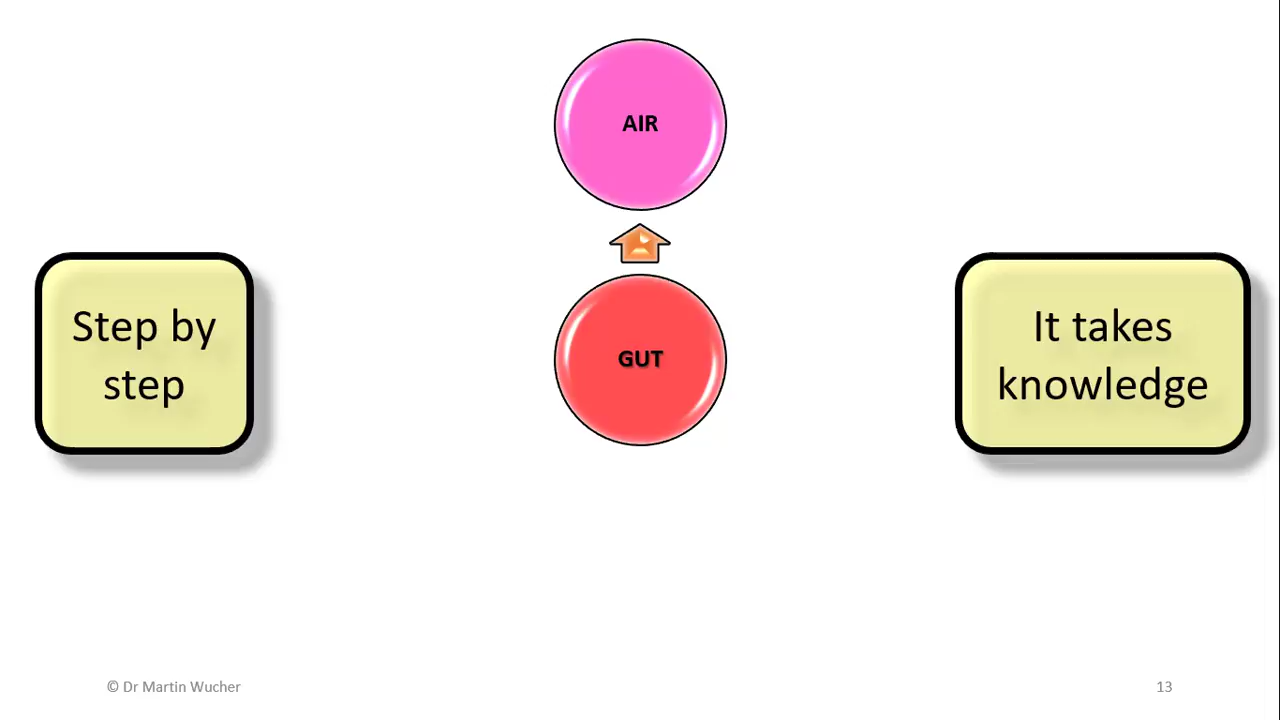 AIR
GUT
Step by
step
It takes
knowledge
© Dr Martin Wucher
13